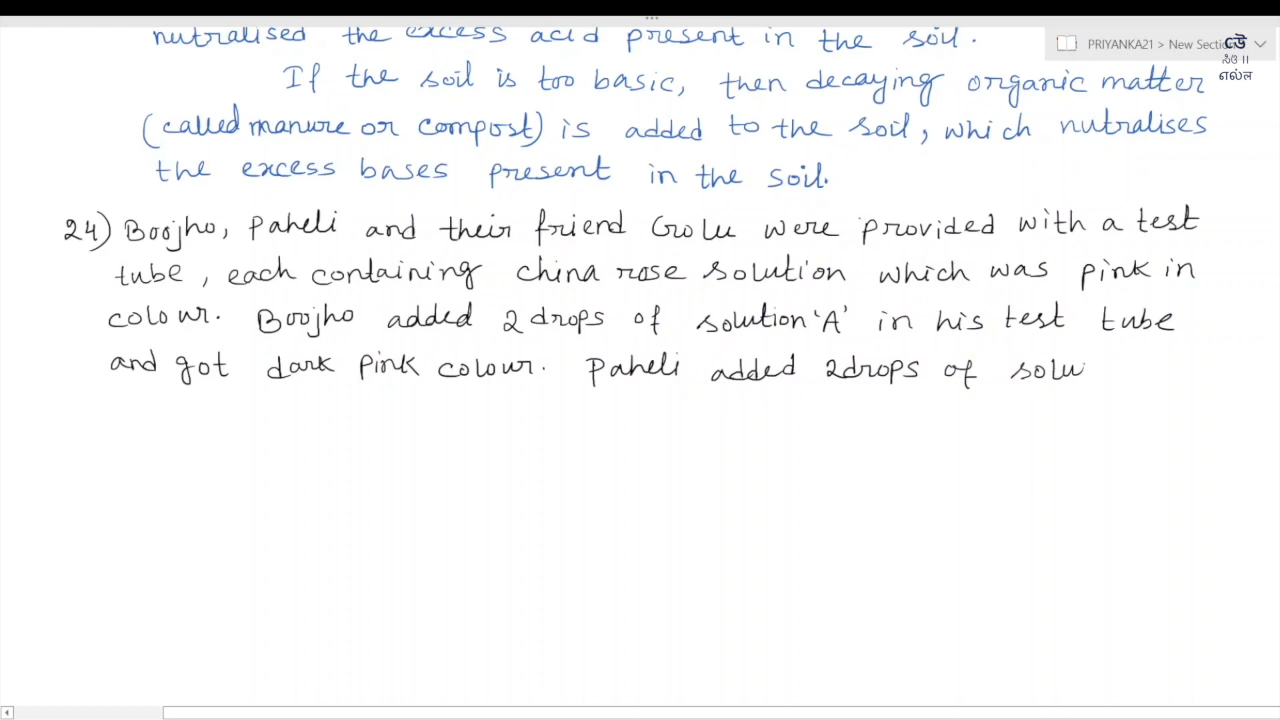 nutralised the excess acid present in the soil.
PRIYANKA21 > New Section
If the soil is too basic, then decaying organic matter
(called manure or compost) is added to the soil, which nutralises
the excess bases present in the soil.
24) Boojho, Paheli and their friend Golu were provided with a test
tube, each containing china rose solution which was pink in
colour. Boojho added 2 drops of solution 'A' in his test tube
and got dark pink colour. Paheli added 2 drops of solu